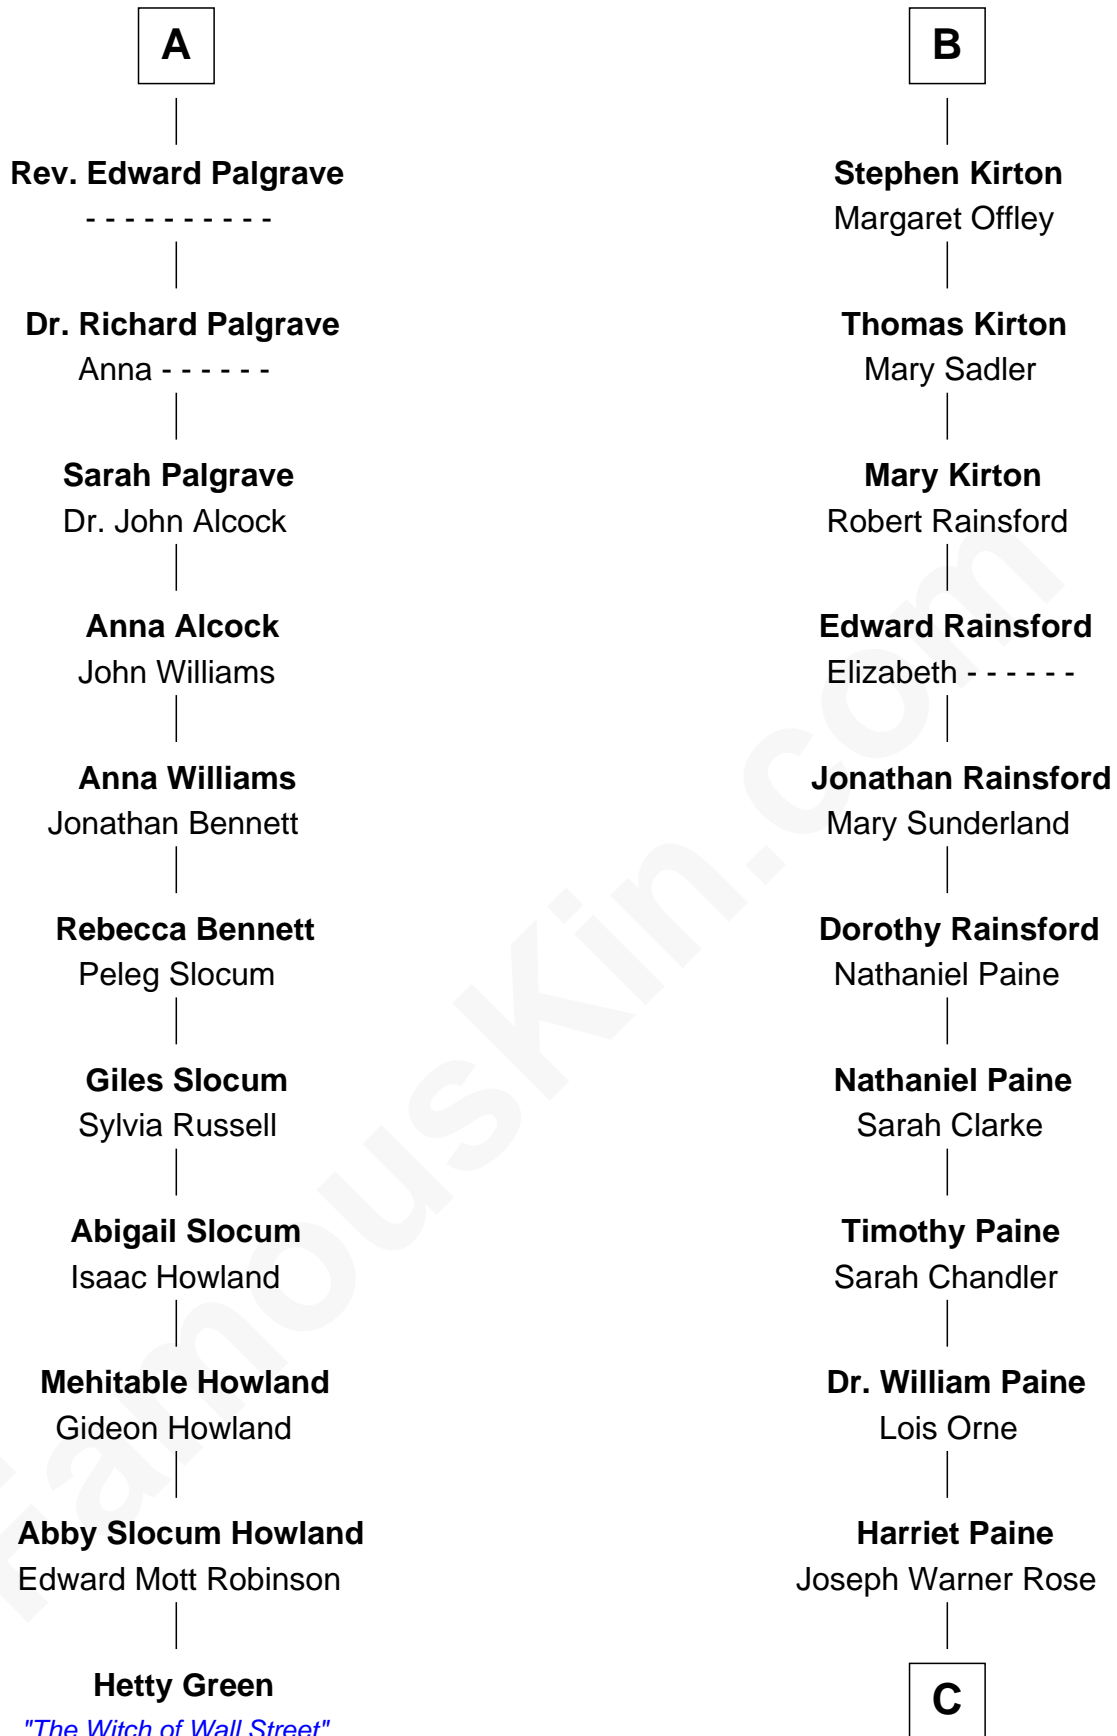 A
Rev. Edward Palgrave
- - - - - - - - - -
Dr. Richard Palgrave
Anna - - - - - -
Sarah Palgrave
Dr. John Alcock
Anna Alcock
John Williams
Anna Williams
Jonathan Bennett
Rebecca Bennett
Peleg Slocum
Giles Slocum
Sylvia Russell
Abigail Slocum
Isaac Howland
Mehitable Howland
Gideon Howland
Abby Slocum Howland
Edward Mott Robinson
Hetty Green
"The Witch of Wall Street"
B
Stephen Kirton
Margaret Offley
Thomas Kirton
Mary Sadler
Mary Kirton
Robert Rainsford
Edward Rainsford
Elizabeth - - - - - -
Jonathan Rainsford
Mary Sunderland
Dorothy Rainsford
Nathaniel Paine
Nathaniel Paine
Sarah Clarke
Timothy Paine
Sarah Chandler
Dr. William Paine
Lois Orne
Harriet Paine
Joseph Warner Rose
C
FamousKin.com